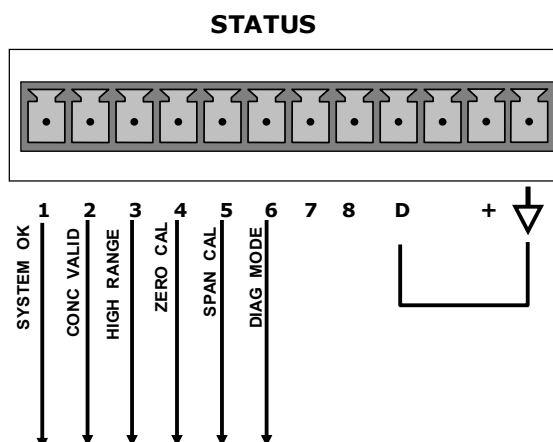 STATUS
1 2 3 4 5 6 7 8 D +
SYSTEM OK
CONC VALID
HIGH RANGE
ZERO CAL
SPAN CAL
DIAG MODE